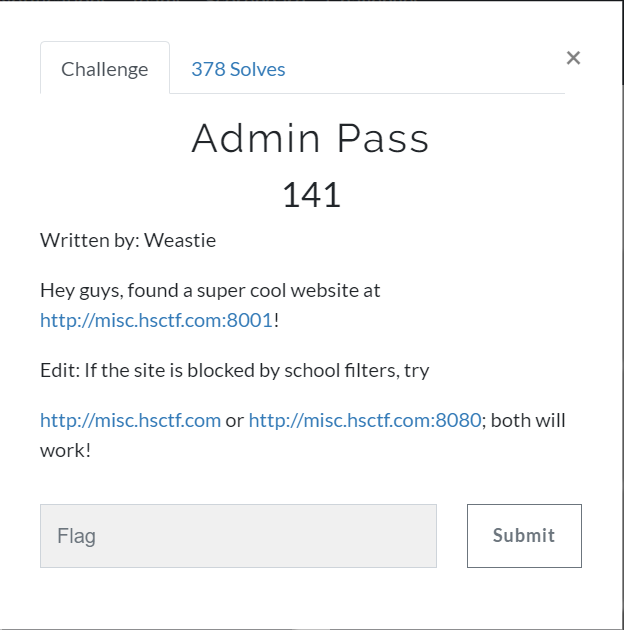 Challenge
378 Solves
×
Admin Pass
141
Written by: Weastie
Hey guys, found a super cool website at
http://misc.hsctf.com:8001!
Edit: If the site is blocked by school filters, try
http://misc.hsctf.com or http://misc.hsctf.com:8080; both will
work!
Flag
Submit